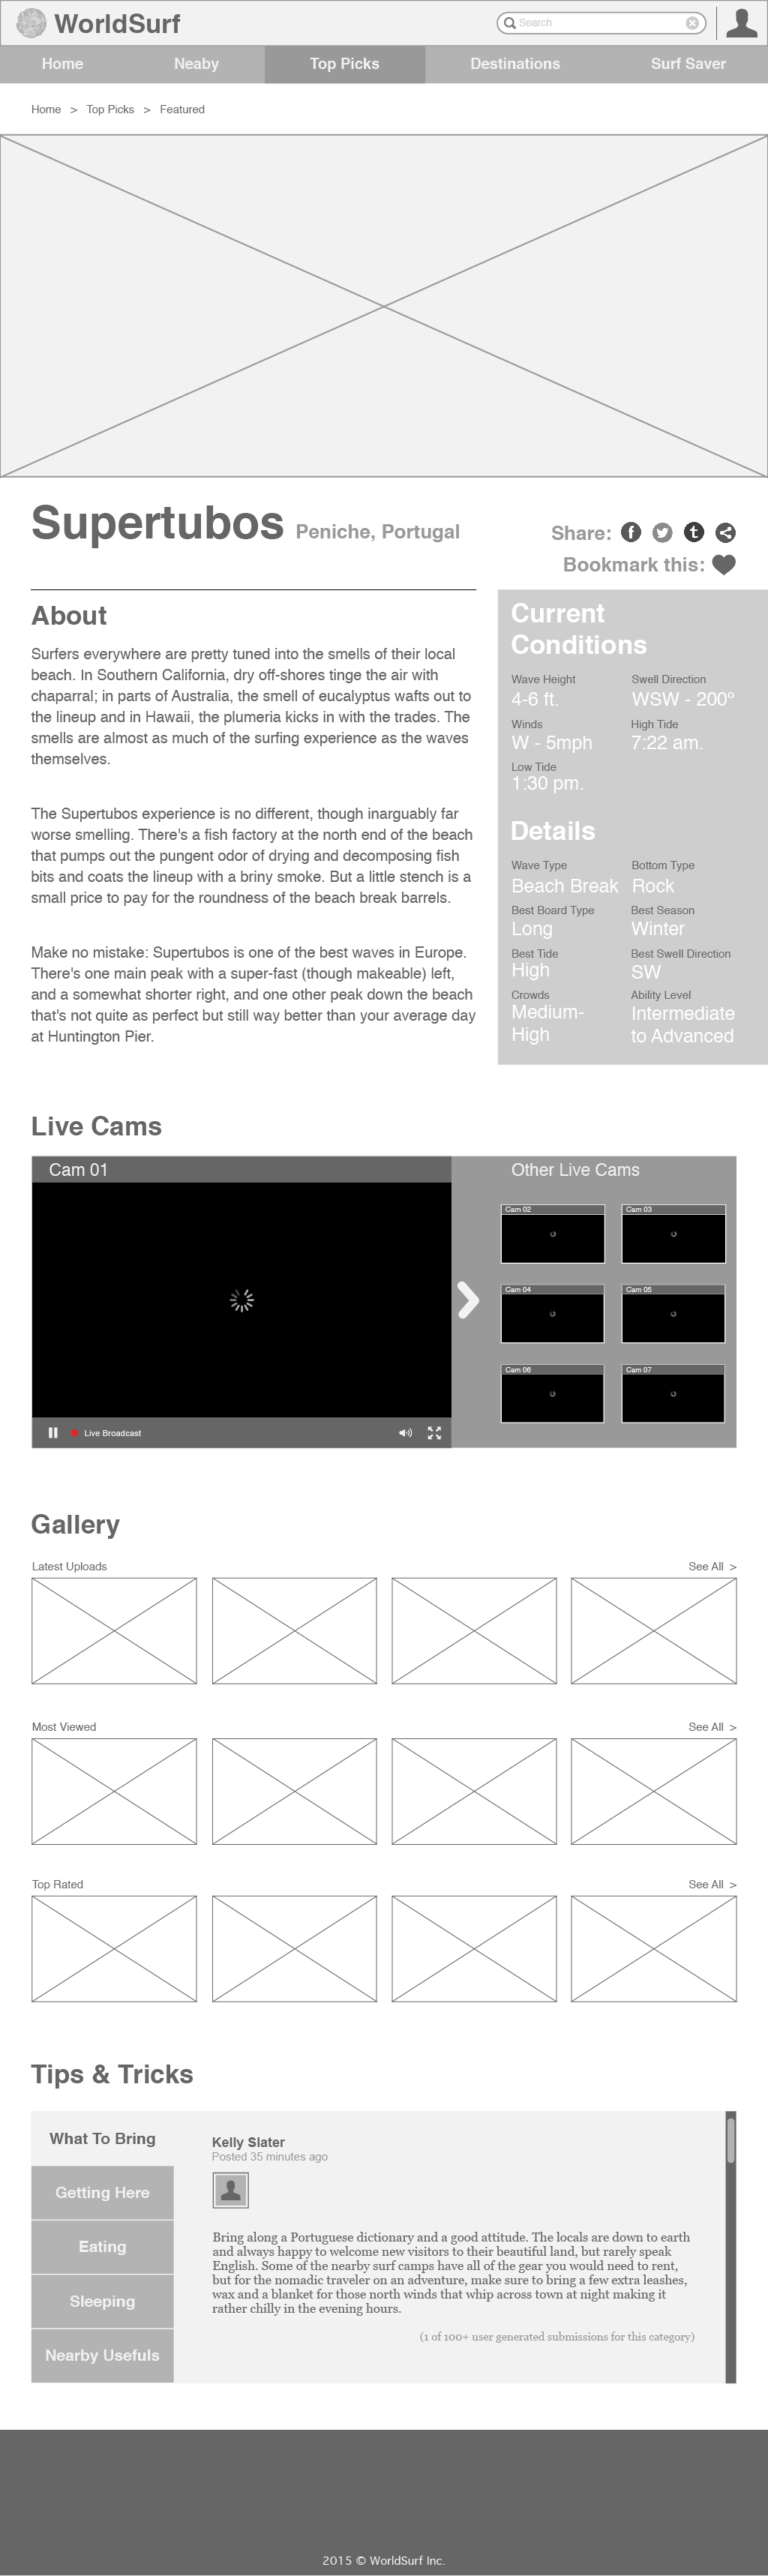 WorldSurf
Search
Home Neaby Top Picks Destinations Surf Saver
Home > Top Picks > Featured
Supertubos Peniche, Portugal
Share:
Bookmark this:
About
Surfers everywhere are pretty tuned into the smells of their local
beach. In Southern California, dry off-shores tinge the air with
chaparral; in parts of Australia, the smell of eucalyptus wafts out to
the lineup and in Hawaii, the plumeria kicks in with the trades. The
smells are almost as much of the surfing experience as the waves
themselves.
The Supertubos experience is no different, though inarguably far
worse smelling. There's a fish factory at the north end of the beach
that pumps out the pungent odor of drying and decomposing fish
bits and coats the lineup with a briny smoke. But a little stench is a
small price to pay for the roundness of the beach break barrels.
Make no mistake: Supertubos is one of the best waves in Europe.
There's one main peak with a super-fast (though makeable) left,
and a somewhat shorter right, and one other peak down the beach
that's not quite as perfect but still way better than your average day
at Huntington Pier.
Current
Conditions
Wave Height Swell Direction
4-6 ft. WSW - 200º
Winds High Tide
W - 5mph 7:22 am.
Low Tide
1:30 pm.
Details
Wave Type Bottom Type
Beach Break Rock
Best Board Type Best Season
Long Winter
Best Tide Best Swell Direction
High SW
Crowds Ability Level
Medium- Intermediate
High to Advanced
Live Cams
Cam 01
Other Live Cams
Cam 02 Cam 03
Cam 04 Cam 05
Cam 06 Cam 07
Live Broadcast
Gallery
Latest Uploads See All >
Most Viewed See All >
Top Rated See All >
Tips & Tricks
What To Bring
Getting Here
Eating
Sleeping
Nearby Usefuls
Kelly Slater
Posted 35 minutes ago
Bring along a Portuguese dictionary and a good attitude. The locals are down to earth
and always happy to welcome new visitors to their beautiful land, but rarely speak
English. Some of the nearby surf camps have all of the gear you would need to rent,
but for the nomadic traveler on an adventure, make sure to bring a few extra leashes,
wax and a blanket for those north winds that whip across town at night making it
rather chilly in the evening hours.
(1 of 100+ user generated submissions for this category)
2015 © WorldSurf Inc.